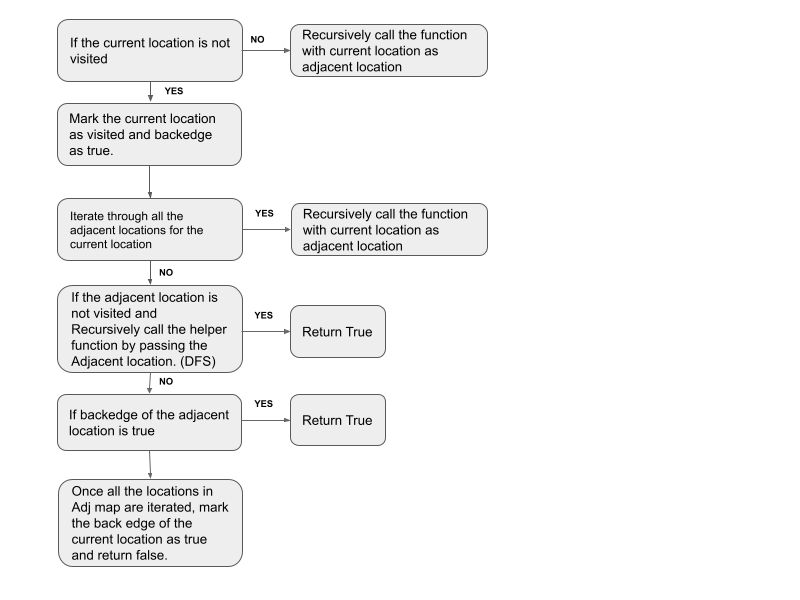 If the current location is not
visited
NO
Recursively call the function
with current location as
adjacent location
YES
Mark the current location
as visited and backedge
as true.
Iterate through all the
adjacent locations for the
current location
YES
Recursively call the function
with current location as
adjacent location
NO
If the adjacent location is
not visited and
Recursively call the helper
function by passing the
Adjacent location. (DFS)
YES
Return True
NO
If backedge of the adjacent
location is true
YES
Return True
Once all the locations in
Adj map are iterated, mark
the back edge of the
current location as true
and return false.